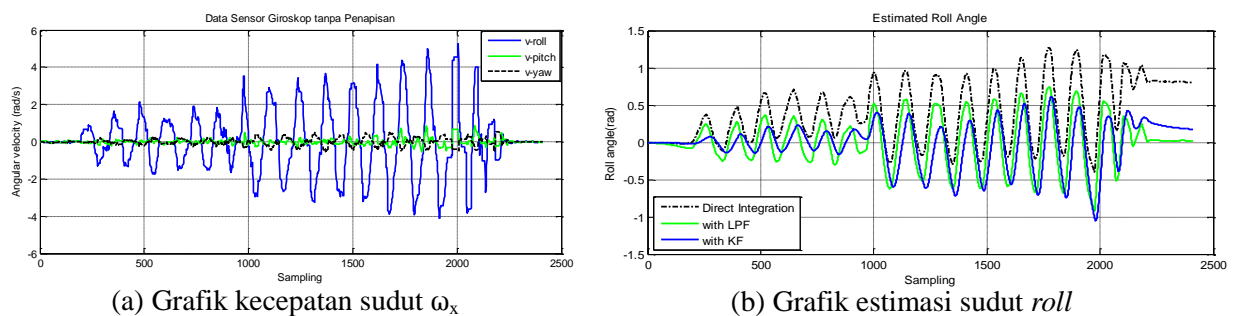 Data Sensor Giroskop tanpa Penapisan
Angular velocity (rad/s)
6
4
2
0
-2
-4
-6
0 500 1000 1500 2000 2500
Sampling
v-roll
v-pitch
v-yaw
(a) Grafik kecepatan sudut ωx
Estimated Roll Angle
Roll angle(rad)
1.5
1
0.5
0
-0.5
-1
-1.5
0 500 1000 1500 2000 2500
Sampling
Direct Integration
with LPF
with KF
(b) Grafik estimasi sudut roll